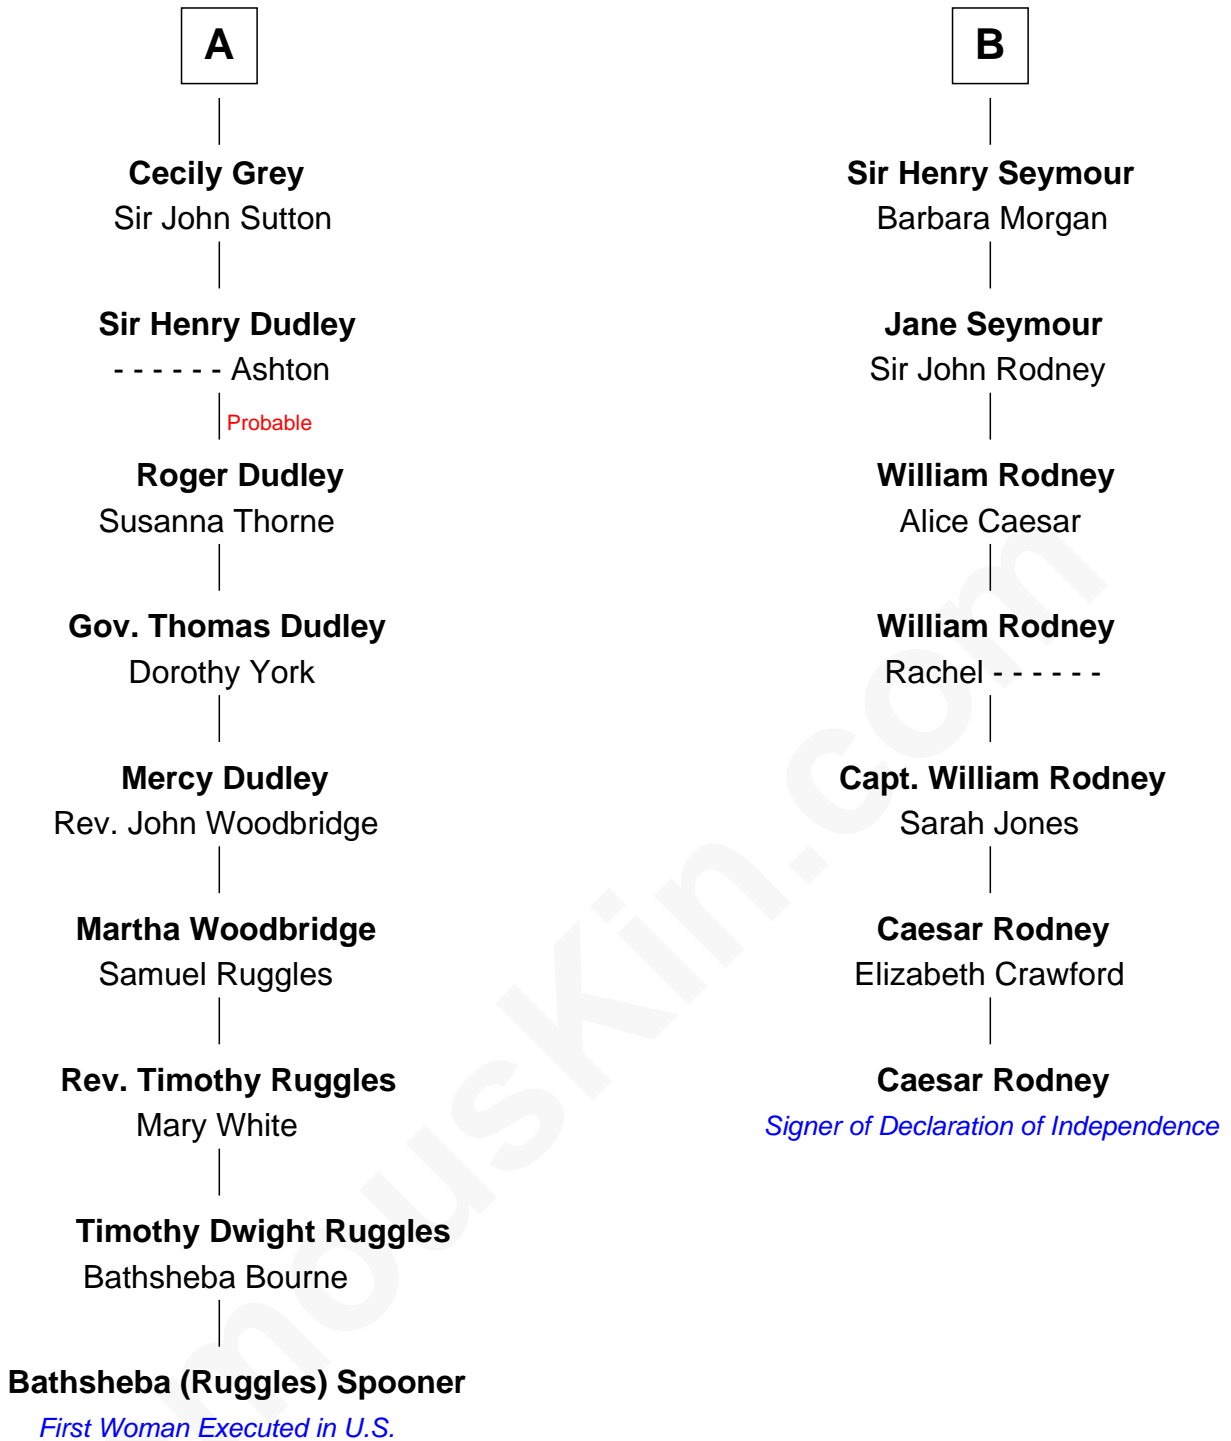 A
Cecily Grey
Sir John Sutton
Sir Henry Dudley
- - - - - - Ashton
Probable
Roger Dudley
Susanna Thorne
Gov. Thomas Dudley
Dorothy York
Mercy Dudley
Rev. John Woodbridge
Martha Woodbridge
Samuel Ruggles
Rev. Timothy Ruggles
Mary White
Timothy Dwight Ruggles
Bathsheba Bourne
Bathsheba (Ruggles) Spooner
First Woman Executed in U.S.
B
Sir Henry Seymour
Barbara Morgan
Jane Seymour
Sir John Rodney
William Rodney
Alice Caesar
William Rodney
Rachel - - - - - -
Capt. William Rodney
Sarah Jones
Caesar Rodney
Elizabeth Crawford
Caesar Rodney
Signer of Declaration of Independence
mouskin.com